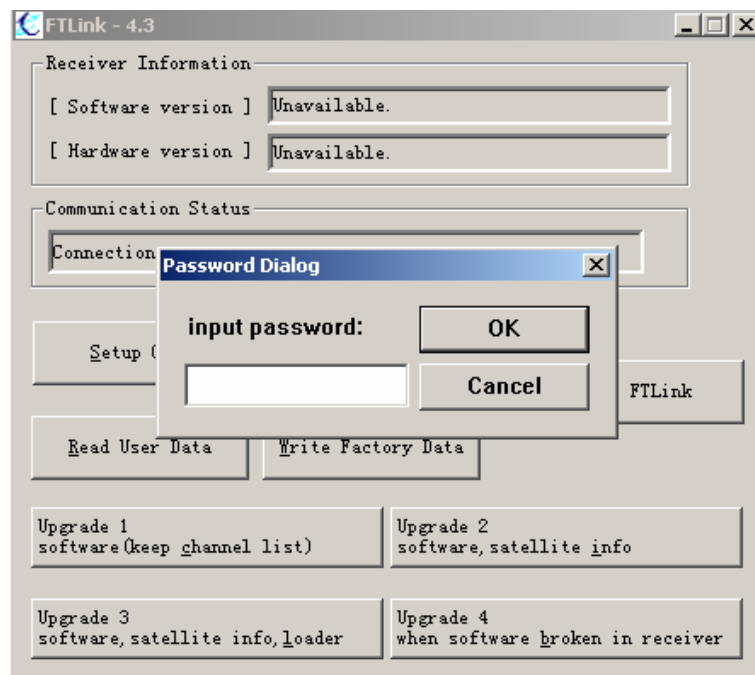 FTLink - 4.3
Receiver Information
[ Software version ] Unavailable.
[ Hardware version ] Unavailable.
Communication Status
Connection
Password Dialog
input password:
OK
Cancel
Setup
FTLink
Read User Data
Write Factory Data
Upgrade 1
software(keep channel list)
Upgrade 2
software, satellite info
Upgrade 3
software, satellite info, loader
Upgrade 4
when software broken in receiver